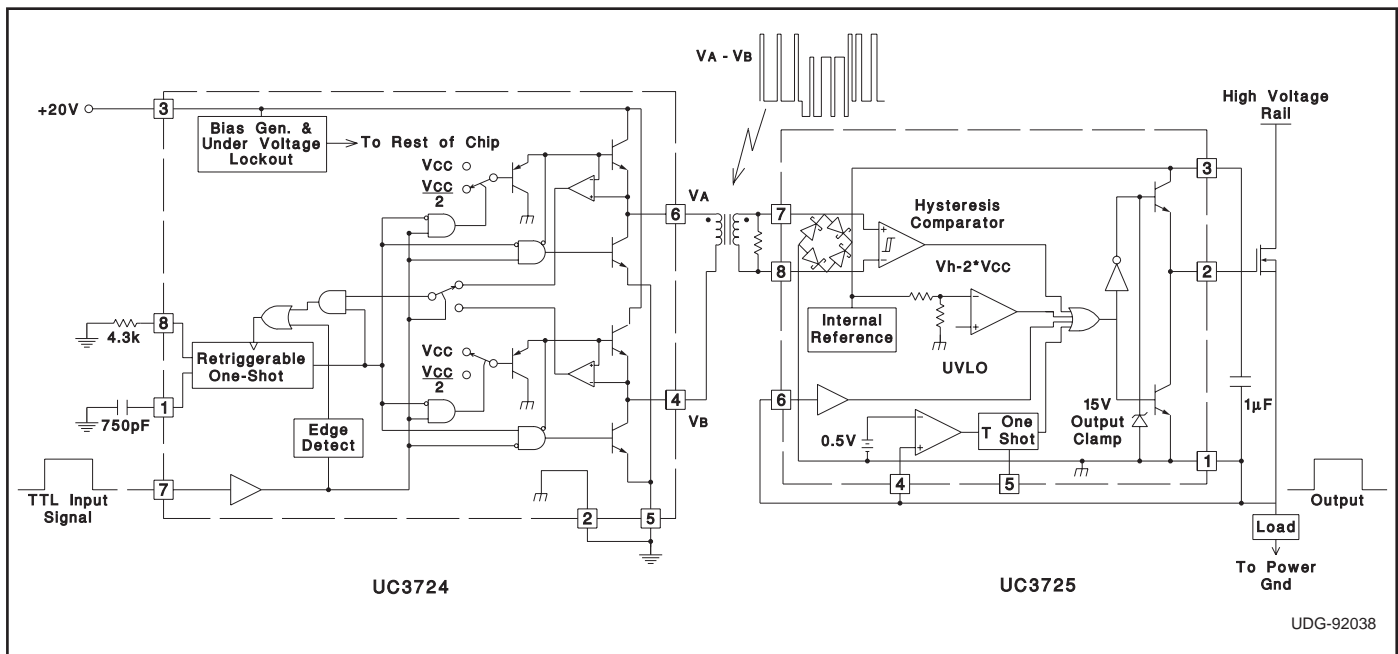 VA - VB
+20V
3
Bias Gen. &
Under Voltage
Lockout
To Rest of Chip
VCC
VCC
2
6
VA
8
4.3k
1
750pF
Retriggerable
One-Shot
Edge
Detect
VCC
VCC
2
4
VB
7
TTL Input
Signal
2
5
UC3724
High Voltage
Rail
3
7
8
Hysteresis
Comparator
Vh-2*VCC
Internal
Reference
UVLO
2
6
0.5V
T One
Shot
15V
Output
Clamp
1µF
1
4
5
Output
Load
To Power
Gnd
UC3725
UDG-92038